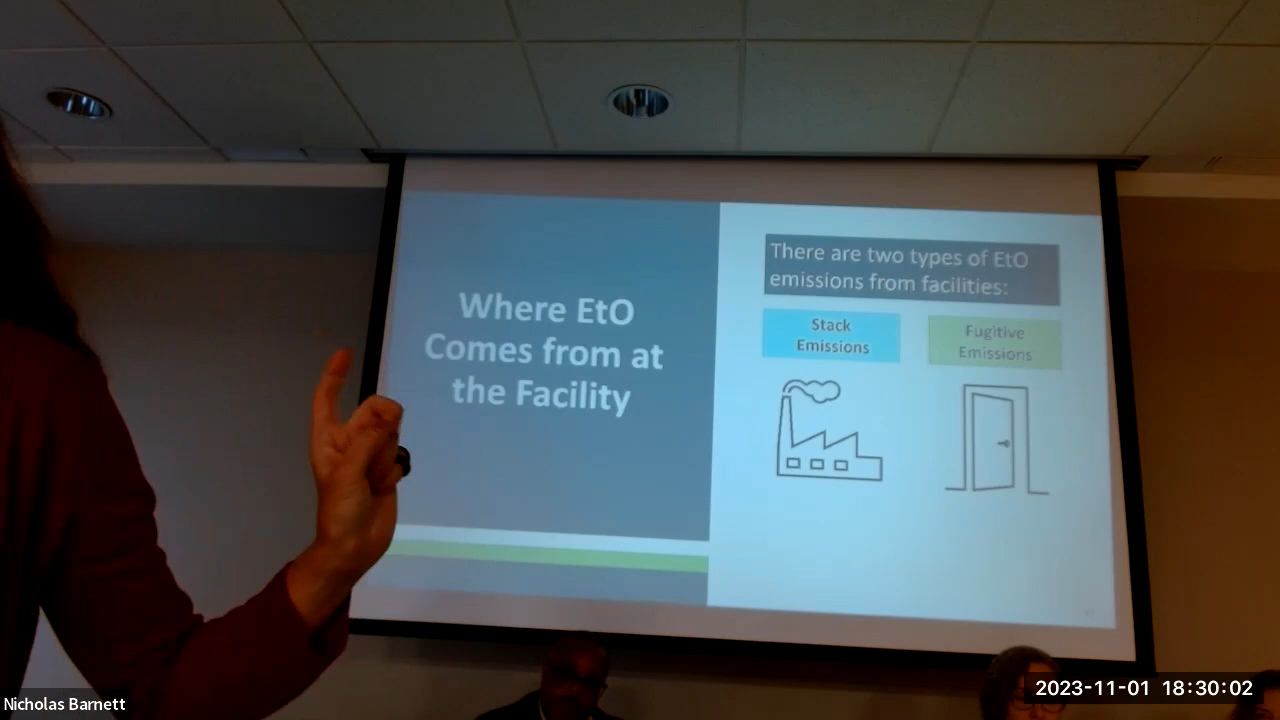 Where EtO
Comes from at
the Facility
There are two types of EtO
emissions from facilities:
Stack
Emissions
Fugitive
Emissions
Nicholas Barnett
2023-11-01 18:30:02